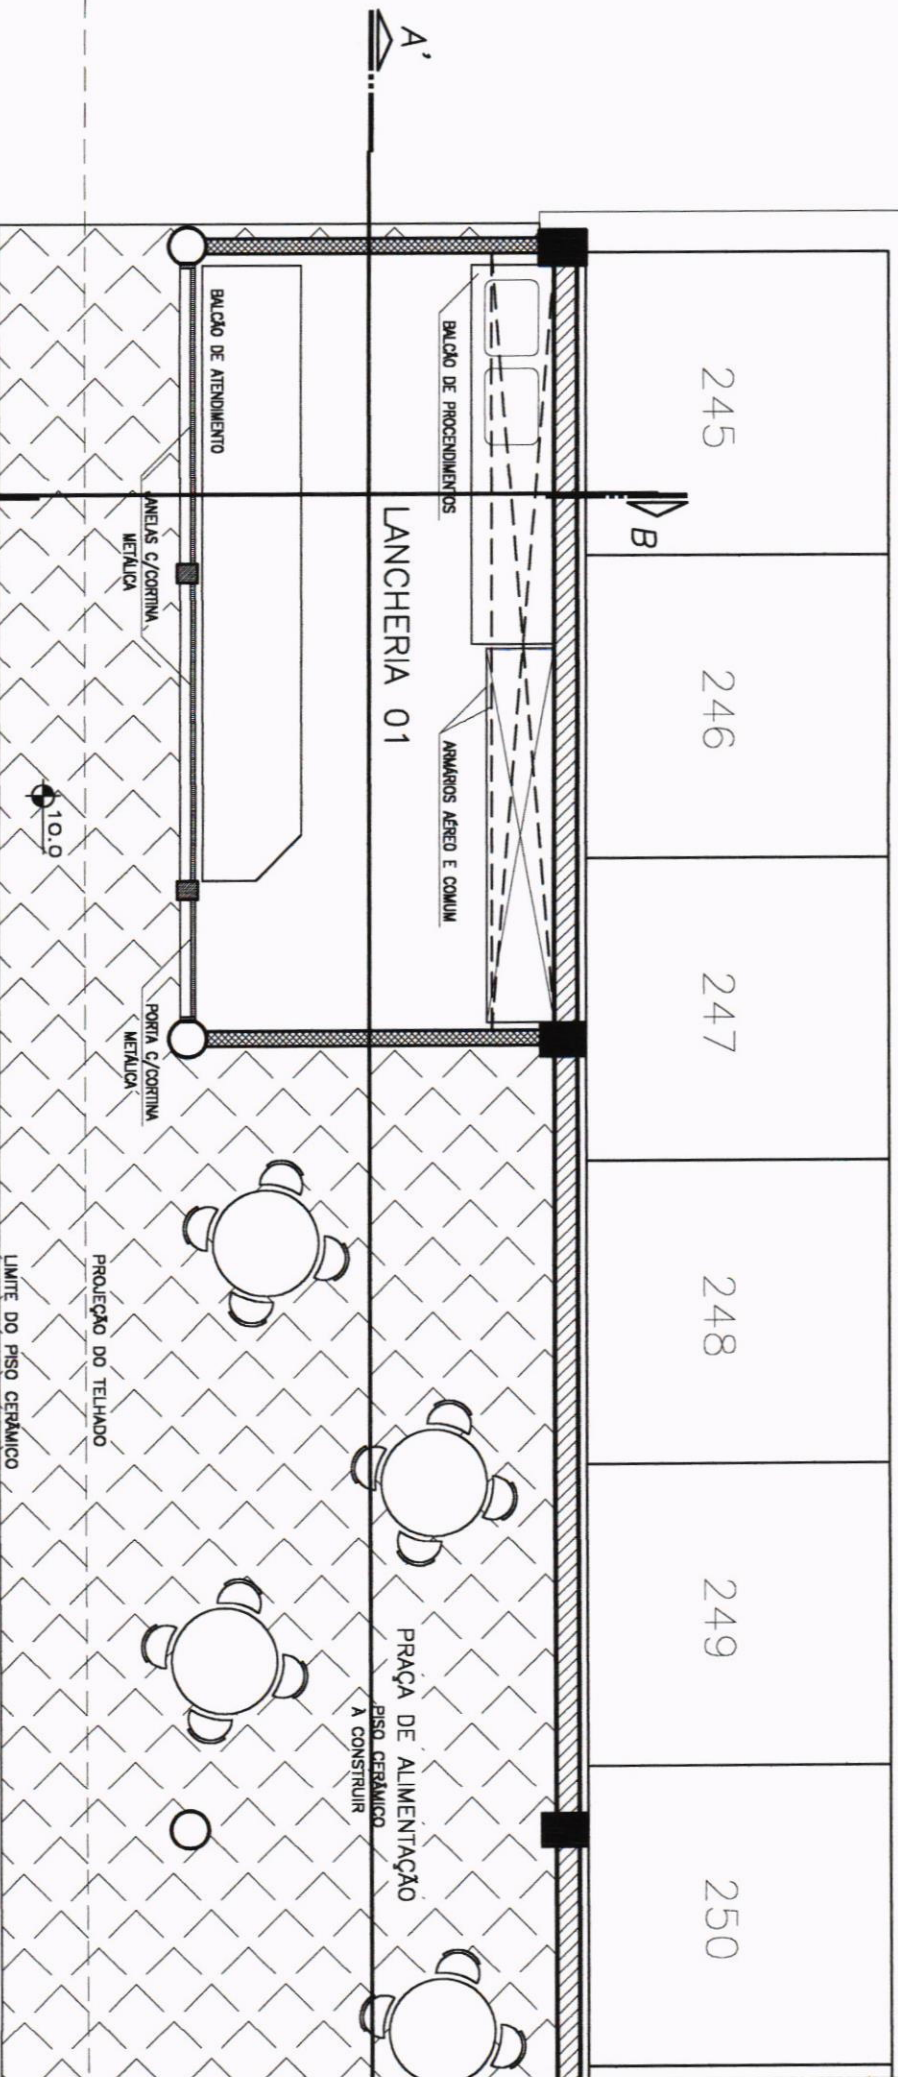 A'
245
246
247
248
249
250
B
BALCÃO DE PROCENDIMENTOS
ARMÁRIOS AÉREO E COMUM
LANCHERIA 01
BALCÃO DE ATENDIMENTO
JANELAS C/CORTINA
METÁLICA
PORTA C/CORTINA
METÁLICA
10.0
PRAÇA DE ALIMENTAÇÃO
PISO CERÂMICO
À CONSTRUIR
PROJEÇÃO DO TELHADO
LIMITE DO PISO CERÂMICO